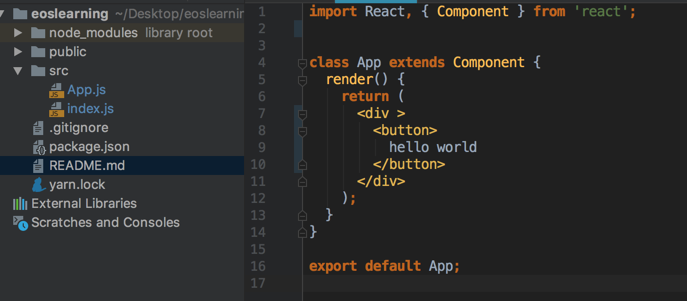 eoslearning ~/Desktop/eoslearnin
node_modules library root
public
src
App.js
index.js
.gitignore
package.json
README.md
yarn.lock
External Libraries
Scratches and Consoles
1 import React, { Component } from 'react';
2
3
4 class App extends Component {
5 render() {
6 return (
7 <div >
8 <button>
9 hello world
10 </button>
11 </div>
12 );
13 }
14 }
15
16 export default App;
17